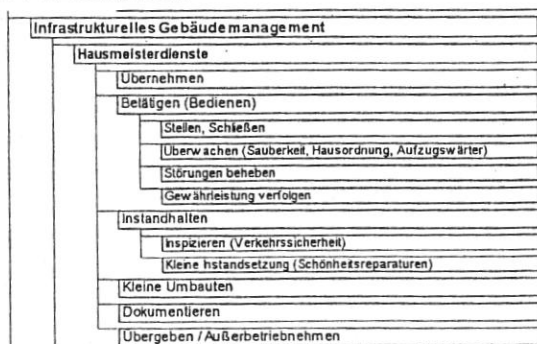 Infrastrukturelles Gebäudemanagement
Hausmeisterdienste
Übernehmen
Betätigen (Bedienen)
Stellen, Schließen
Überwachen (Sauberkeit, Hausordnung, Aufzugswärter)
Störungen beheben
Gewährleistung verfolgen
Instandhalten
Inspizieren (Verkehrssicherheit)
Kleine Instandsetzung (Schönheitsreparaturen)
Kleine Umbauten
Dokumentieren
Übergeben / Außerbetriebnehmen